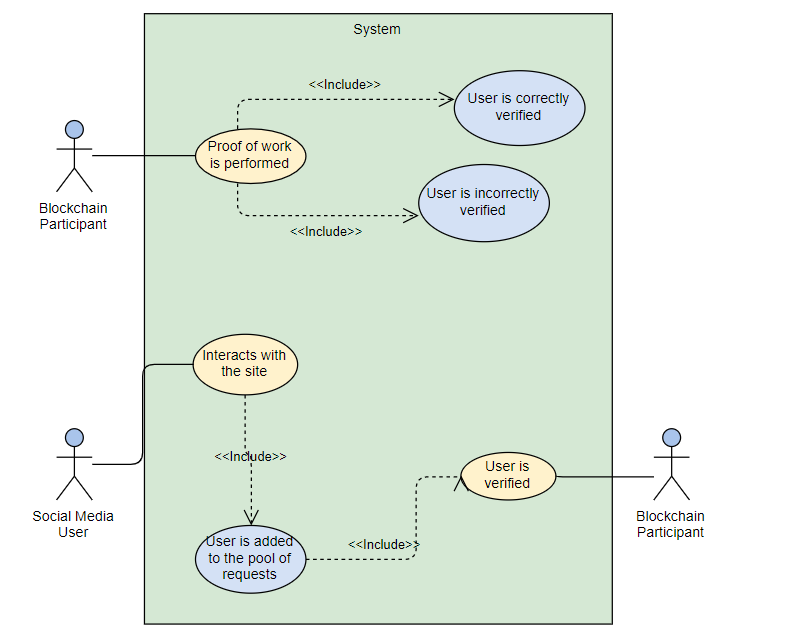 System
<<Include>>
User is correctly
verified
Proof of work
is performed
User is incorrectly
verified
Blockchain
Participant
<<Include>>
Interacts with
the site
<<Include>>
User is
verified
Social Media
User
Blockchain
Participant
User is added
to the pool of
requests
<<Include>>